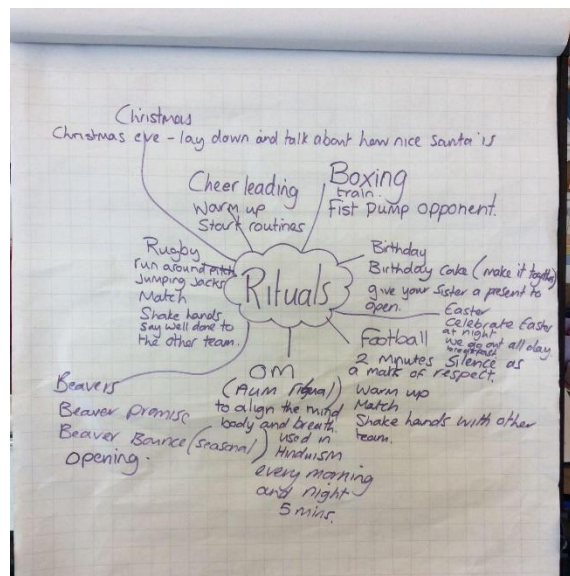 Christmas
Christmas eve - lay down and talk about how nice Santa is
Cheer leading
Warm up
Start routines
Boxing
train.
Fist Pump opponent.
Rugby
run around pitch
Jumping Jacks
Match
Shake hands
Say well done to
the other team.
Rituals
Birthday
Birthday Cake (make it together)
give your Sister a present to
open.
Easter
Celebrate Easter
at night
we go out all day
breakfast
Football
2 minutes Silence as
a mark of respect.
Warm up
Match
Shake hands with other
team.
OM
(Aum ritual)
to align the mind
body and breath.
used in
Hinduism
every morning
and night
5 mins.
Beavers
Beaver Promise
Beaver Bounce (seasonal)
Opening.